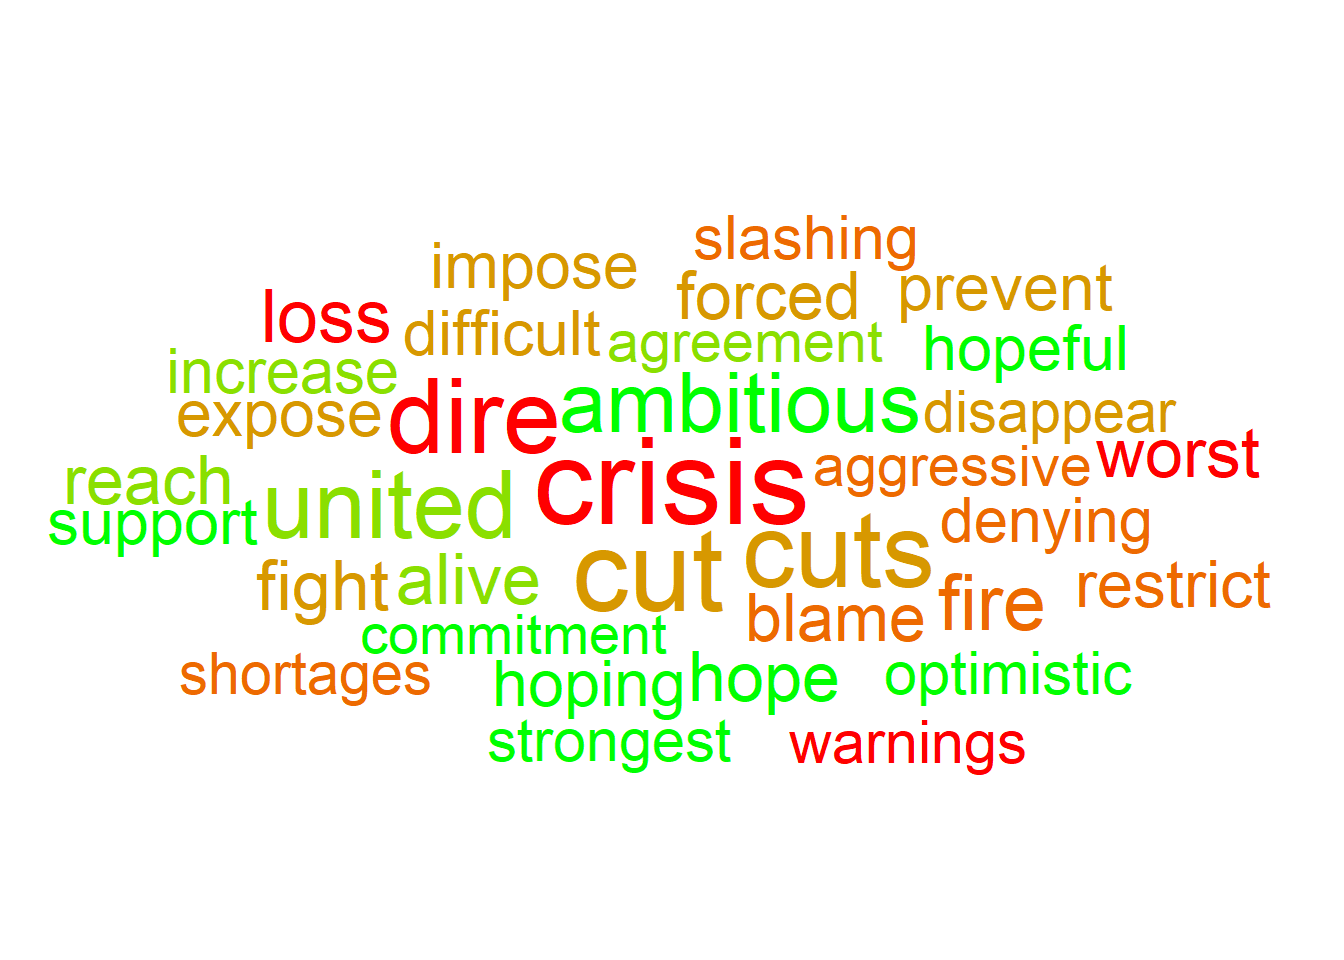 slashing
impose
forced
prevent
loss
difficult
agreement
hopeful
increase
expose
dire
ambitious
disappear
worst
reach
united
crisis
aggressive
support
denying
fight
alive
cut
cuts
blame
fire
restrict
commitment
shortages
hoping
hope
optimistic
strongest
warnings